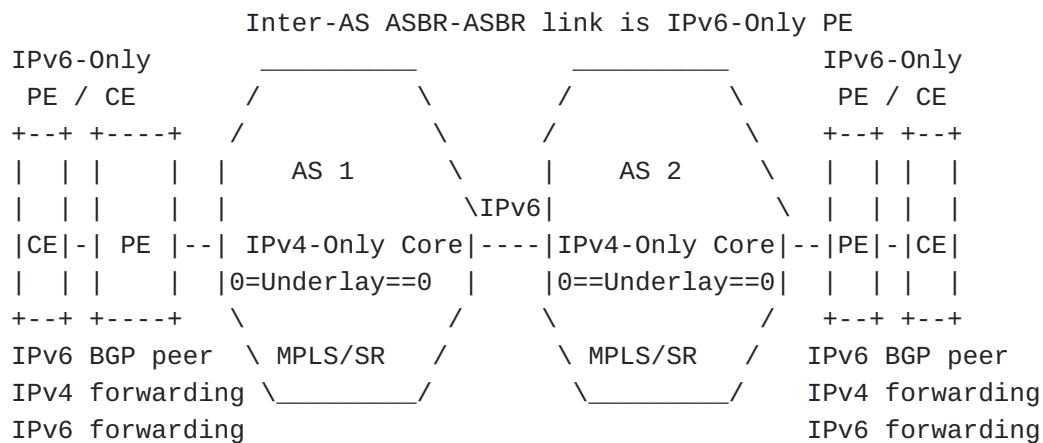 Inter-AS ASBR-ASBR link is IPv6-Only PE
IPv6-Only              __________          __________      IPv6-Only
 PE / CE       /          \        /          \      PE / CE
+--+ +----+   /            \      /            \    +--+ +--+
|  | |    |  |    AS 1      \     |    AS 2     \   |  | |  |
|  | |    |  |               \IPv6|              \  |  | |  |
|CE|-| PE |--| IPv4-Only Core|----|IPv4-Only Core|--|PE|-|CE|
|  | |    |  |0=Underlay==0  |    |0==Underlay==0|  |  | |  |
+--+ +----+   \             /     \             /   +--+ +--+
IPv6 BGP peer  \ MPLS/SR   /       \ MPLS/SR   /   IPv6 BGP peer
IPv4 forwarding \_________/         \_________/    IPv4 forwarding
IPv6 forwarding                                    IPv6 forwarding